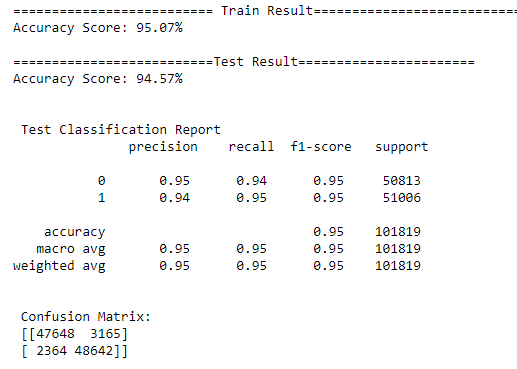 ========================== Train Result===========================
Accuracy Score: 95.07%
==========================Test Result=======================
Accuracy Score: 94.57%
Test Classification Report
precision recall f1-score support
0 0.95 0.94 0.95 50813
1 0.94 0.95 0.95 51006
accuracy 0.95 101819
macro avg 0.95 0.95 0.95 101819
weighted avg 0.95 0.95 0.95 101819
Confusion Matrix:
[[47648 3165]
[ 2364 48642]]